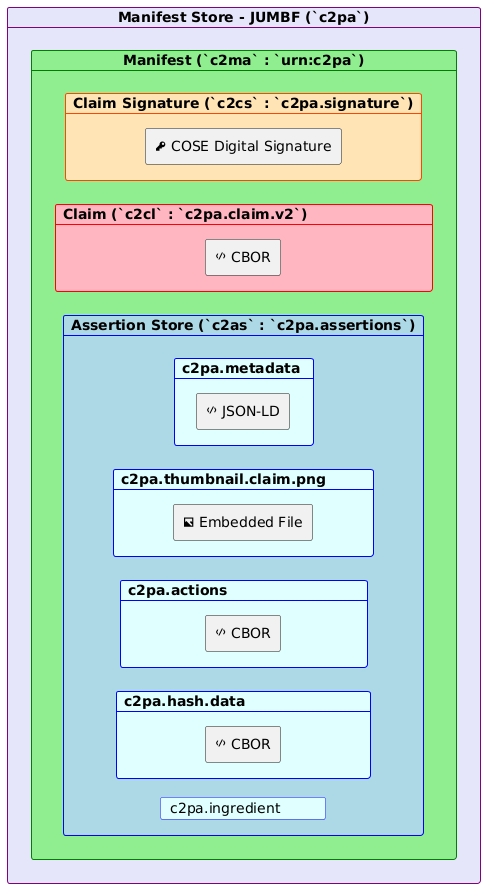 Manifest Store - JUMBF (`c2pa`)
Manifest (`c2ma` : `urn:c2pa`)
Claim Signature (`c2cs` : `c2pa.signature`)
COSE Digital Signature
Claim (`c2cl` : `c2pa.claim.v2`)
CBOR
Assertion Store (`c2as` : `c2pa.assertions`)
c2pa.metadata
JSON-LD
c2pa.thumbnail.claim.png
Embedded File
c2pa.actions
CBOR
c2pa.hash.data
CBOR
c2pa.ingredient